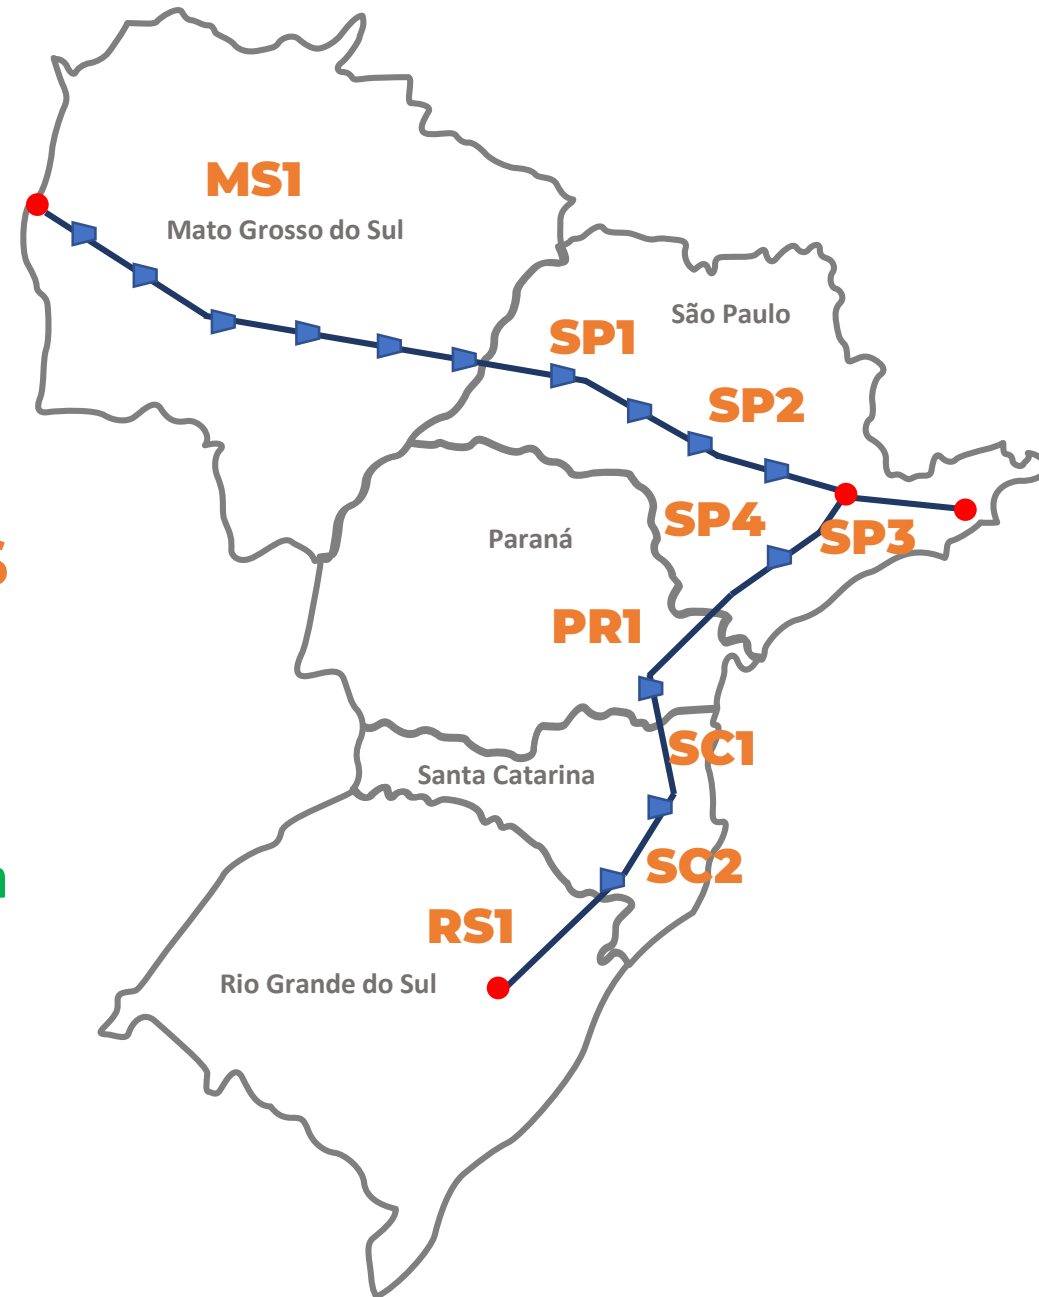 MS1
Mato Grosso do Sul
São Paulo
SP1
SP2
SP4
Paraná
SP3
PR1
SC1
Santa Catarina
SC2
RS1
Rio Grande do Sul